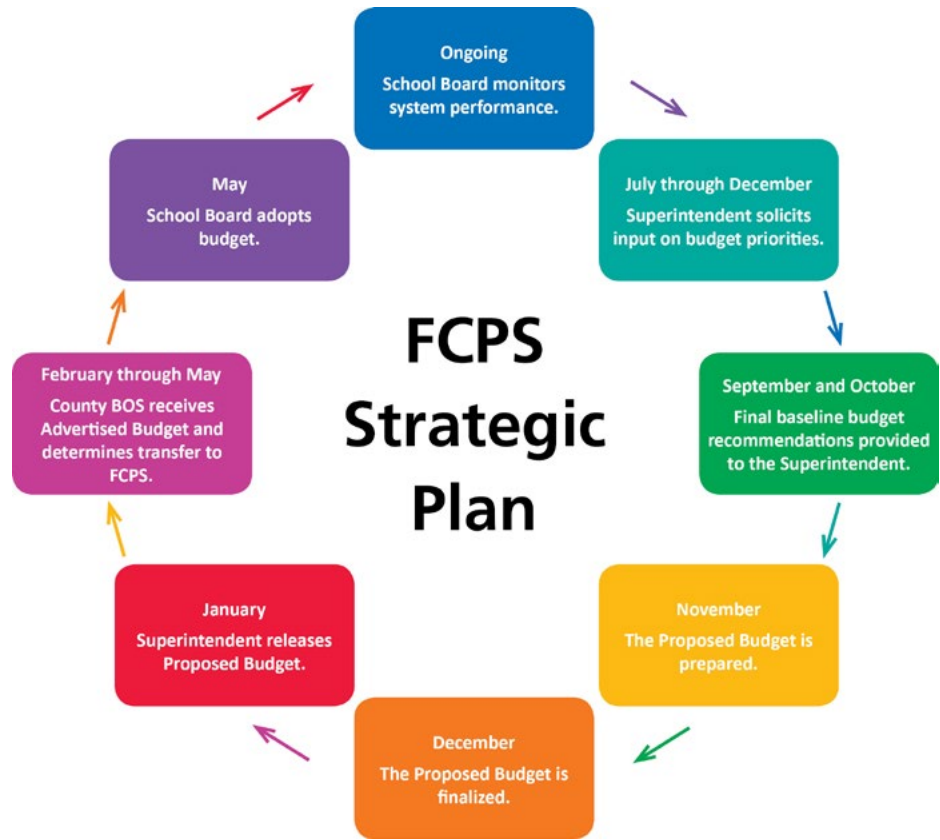 Ongoing
School Board monitors
system performance.
July through December
Superintendent solicits
input on budget priorities.
September and October
Final baseline budget
recommendations provided
to the Superintendent.
November
The Proposed Budget is
prepared.
December
The Proposed Budget is
finalized.
January
Superintendent releases
Proposed Budget.
February through May
County BOS receives
Advertised Budget and
determines transfer to
FCPS.
May
School Board adopts
budget.
FCPS
Strategic
Plan